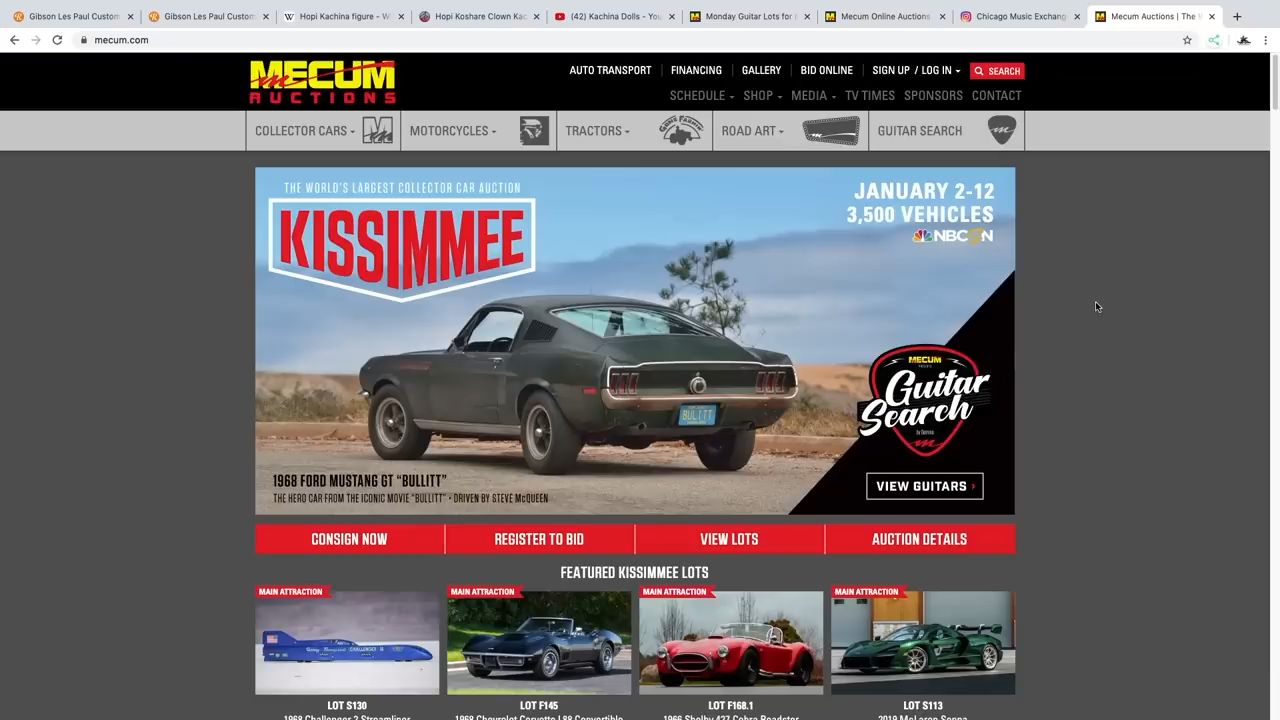 Gibson Les Paul Custom
Gibson Les Paul Custom
Hopi Kachina figure - W
Hopi Koshare Clown Kac
(42) Kachina Dolls - You
Monday Guitar Lots for
Mecum Online Auctions
Chicago Music Exchang
Mecum Auctions | The W
mecum.com
MECUM
AUCTIONS
AUTO TRANSPORT
FINANCING
GALLERY
BID ONLINE
SIGN UP / LOG IN
SEARCH
SCHEDULE
SHOP
MEDIA
TV TIMES
SPONSORS
CONTACT
COLLECTOR CARS
MOTORCYCLES
TRACTORS
GONE FARMIN'
ROAD ART
GUITAR SEARCH
THE WORLD'S LARGEST COLLECTOR CAR AUCTION
KISSIMMEE
JANUARY 2-12
3,500 VEHICLES
NBCSN
BULLITT
MECUM
Guitar
Search
VIEW GUITARS ›
1968 FORD MUSTANG GT “BULLITT”
THE HERO CAR FROM THE ICONIC MOVIE “BULLITT” • DRIVEN BY STEVE McQUEEN
CONSIGN NOW
REGISTER TO BID
VIEW LOTS
AUCTION DETAILS
FEATURED KISSIMMEE LOTS
MAIN ATTRACTION
MAIN ATTRACTION
MAIN ATTRACTION
MAIN ATTRACTION
LOT S130
LOT F145
LOT F168.1
LOT S113
1968 Challenger 2 Streamliner
1968 Chevrolet Corvette L88 Convertible
1966 Shelby 427 Cobra Roadster
2019 McLaren Senna